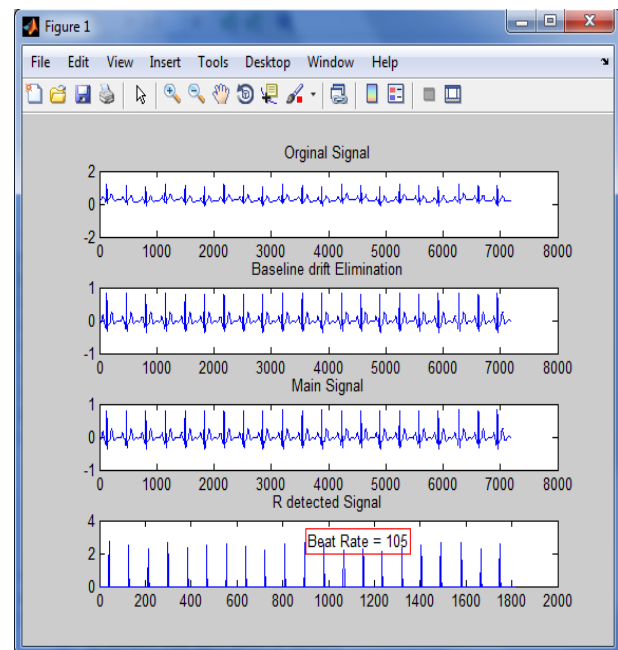 Figure 1
File Edit View Insert Tools Desktop Window Help
Orginal Signal
2
0
-2
0 1000 2000 3000 4000 5000 6000 7000 8000
Baseline drift Elimination
1
0
-1
0 1000 2000 3000 4000 5000 6000 7000 8000
Main Signal
1
0
-1
0 1000 2000 3000 4000 5000 6000 7000 8000
R detected Signal
4
Beat Rate = 105
2
0
0 200 400 600 800 1000 1200 1400 1600 1800 2000